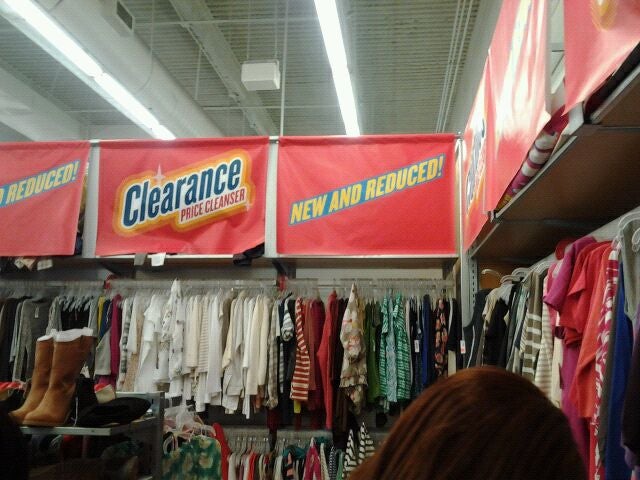 D REDUCED!
Clearance
PRICE CLEANSER
NEW AND REDUCED!